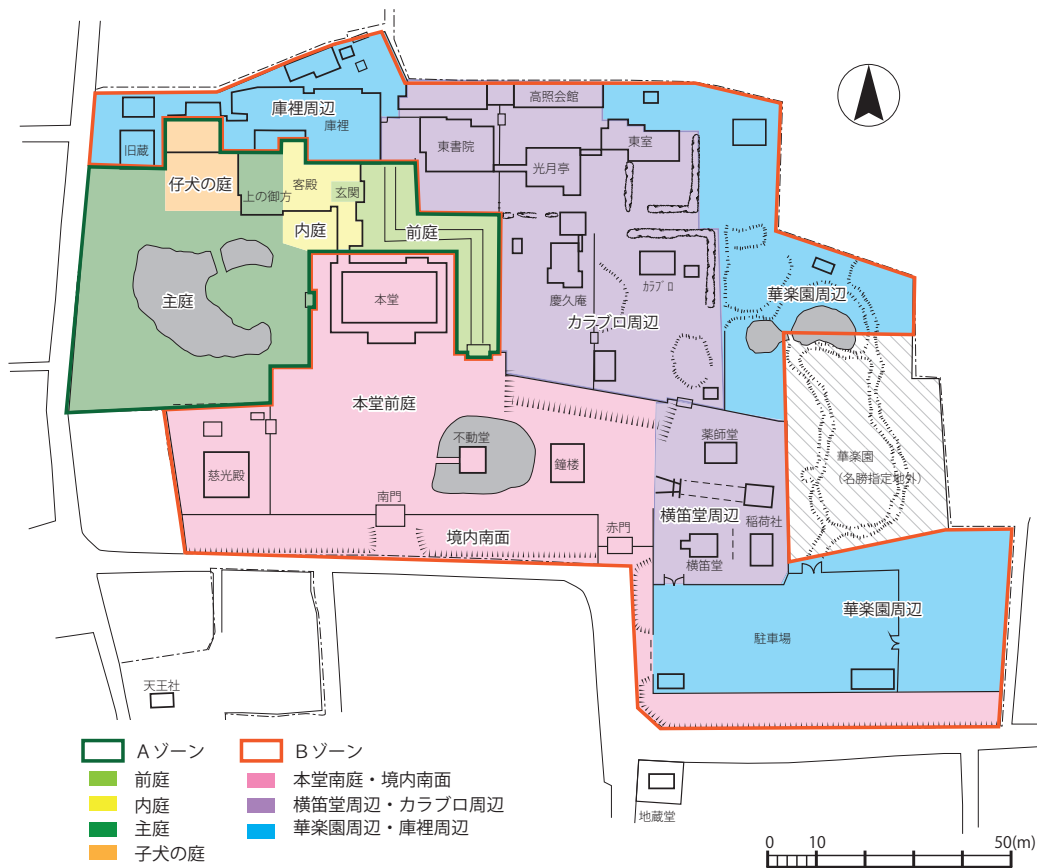 高照会館
庫裡周辺
庫裡
旧蔵
東書院
東室
光月亭
仔犬の庭
上の御方
客殿
玄関
内庭
前庭
主庭
本堂
慶久庵
カラブロ
カラブロ周辺
華楽園周辺
本堂前庭
不動堂
鐘楼
慈光殿
南門
境内南面
赤門
薬師堂
横笛堂周辺
稲荷社
横笛堂
華楽園
(名勝指定地外)
華楽園周辺
駐車場
天王社
地蔵堂
Aゾーン
前庭
内庭
主庭
子犬の庭
Bゾーン
本堂南庭・境内南面
横笛堂周辺・カラブロ周辺
華楽園周辺・庫裡周辺
0 10 50(m)